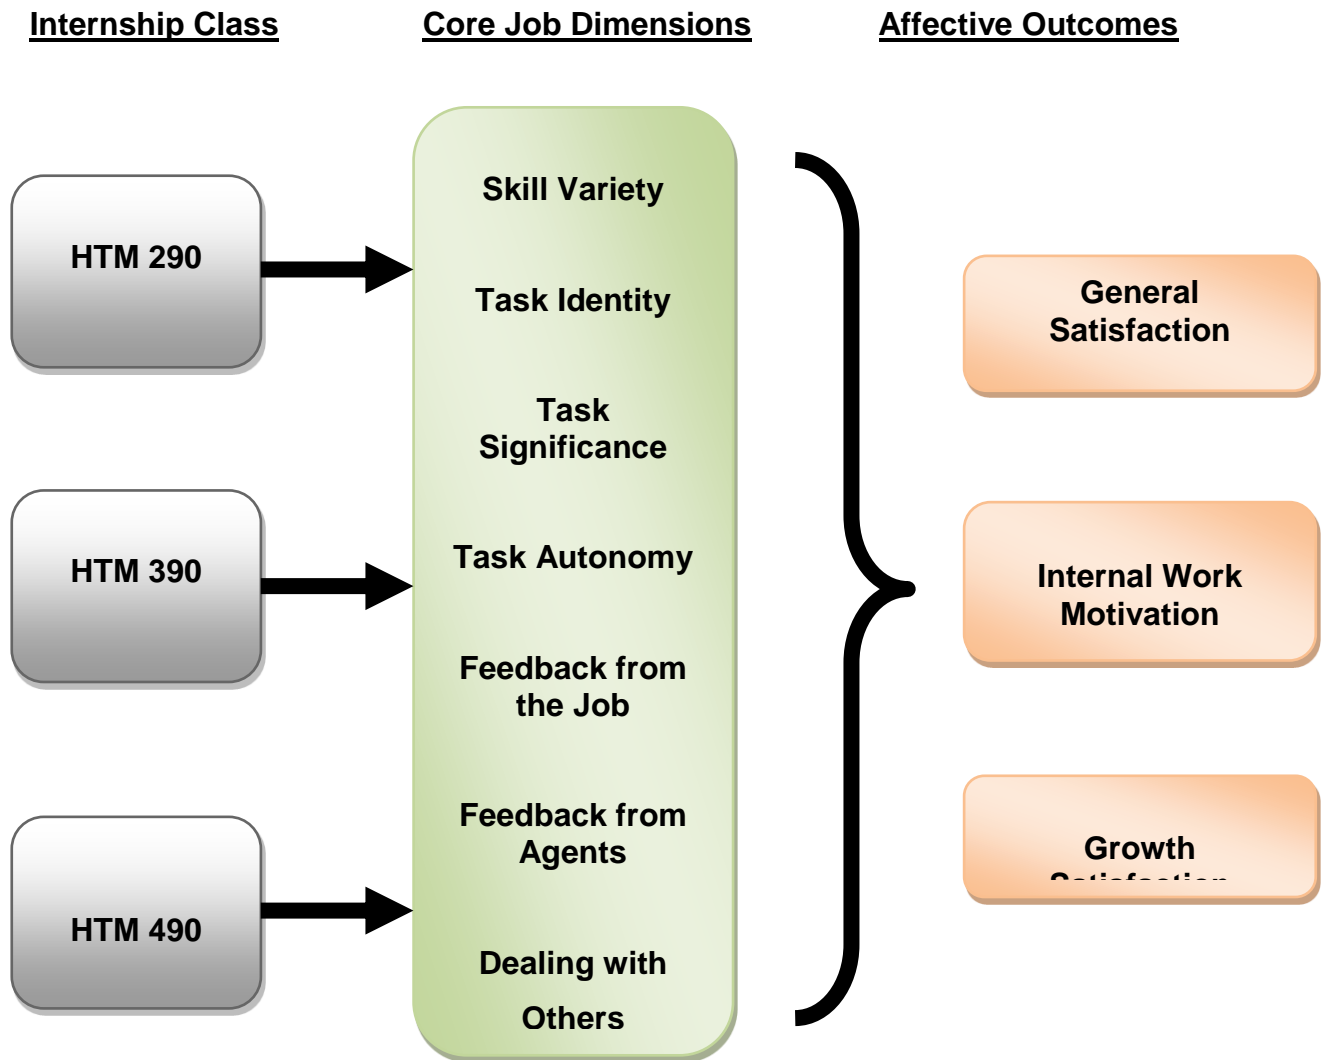 Internship Class
Core Job Dimensions
Affective Outcomes
HTM 290
HTM 390
HTM 490
Skill Variety
Task Identity
Task
Significance
Task Autonomy
Feedback from
the Job
Feedback from
Agents
Dealing with
Others
General
Satisfaction
Internal Work
Motivation
Growth
Satisfaction